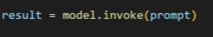 result = model.invoke(prompt)